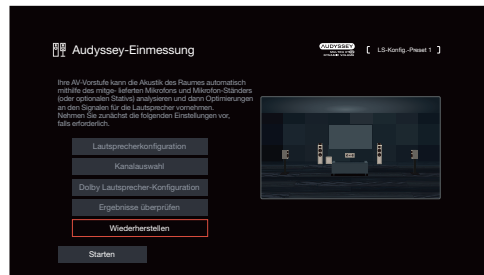 Audyssey-Einmessung
AUDYSSEY
[ LS-Konfig.-Preset 1 ]
Ihre AV-Vorstufe kann die Akustik des Raumes automatisch
mithilfe des mitge- lieferten Mikrofons und Mikrofon-Ständers
(oder optionalen Stativs) analysieren und dann Optimierungen
an den Signalen für die Lautsprecher vornehmen.
Nehmen Sie zunächst die folgenden Einstellungen vor,
falls erforderlich.
Lautsprecherkonfiguration
Kanalauswahl
Dolby Lautsprecher-Konfiguration
Ergebnisse überprüfen
Wiederherstellen
Starten